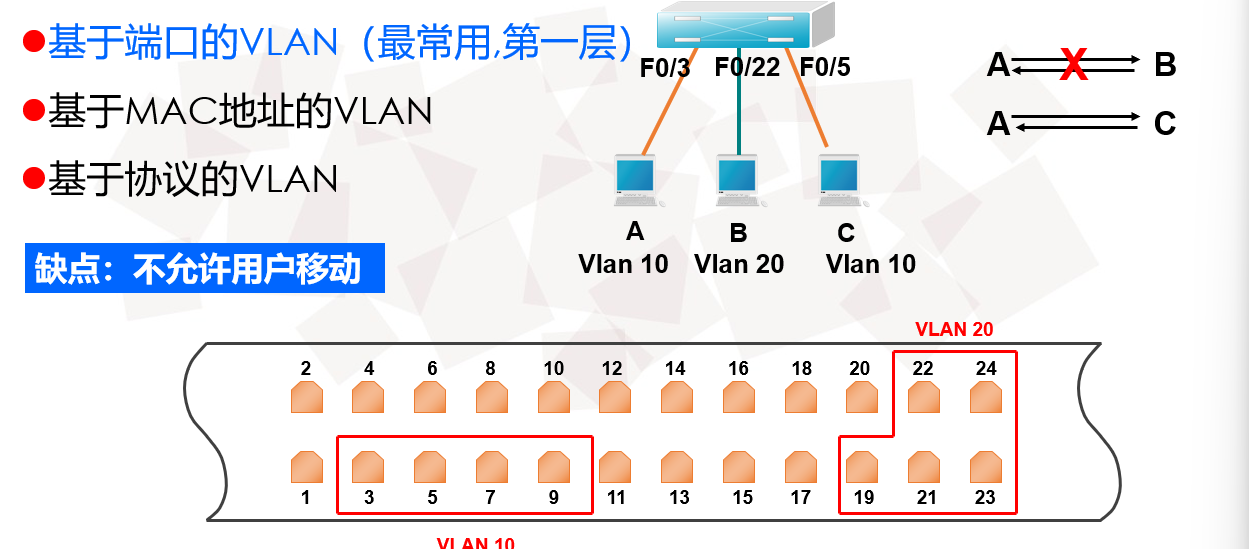 ●基于端口的VLAN（最常用,第一层）
●基于MAC地址的VLAN
●基于协议的VLAN
缺点：不允许用户移动
F0/3 F0/22 F0/5
A B C
Vlan 10 Vlan 20 Vlan 10
A X B
A C
VLAN 20
2 4 6 8 10 12 14 16 18 20 22 24
1 3 5 7 9 11 13 15 17 19 21 23
VLAN 10